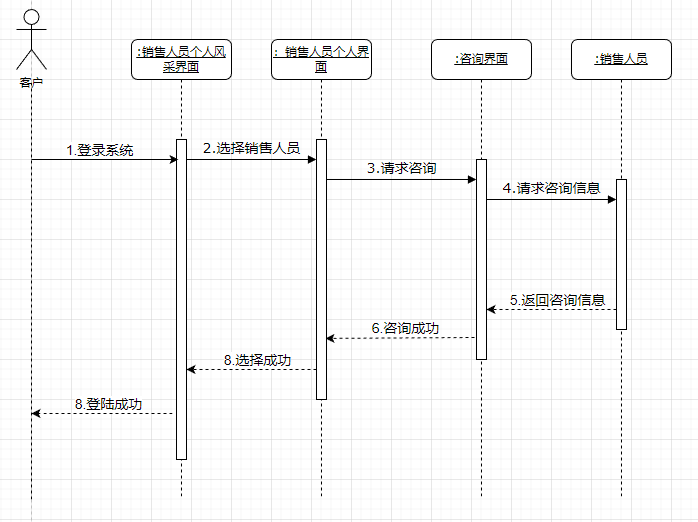 :销售人员个人风
采界面
: 销售人员个人界
面
:咨询界面
:销售人员
客户
1.登录系统
2.选择销售人员
3.请求咨询
4.请求咨询信息
5.返回咨询信息
6.咨询成功
8.选择成功
8.登陆成功